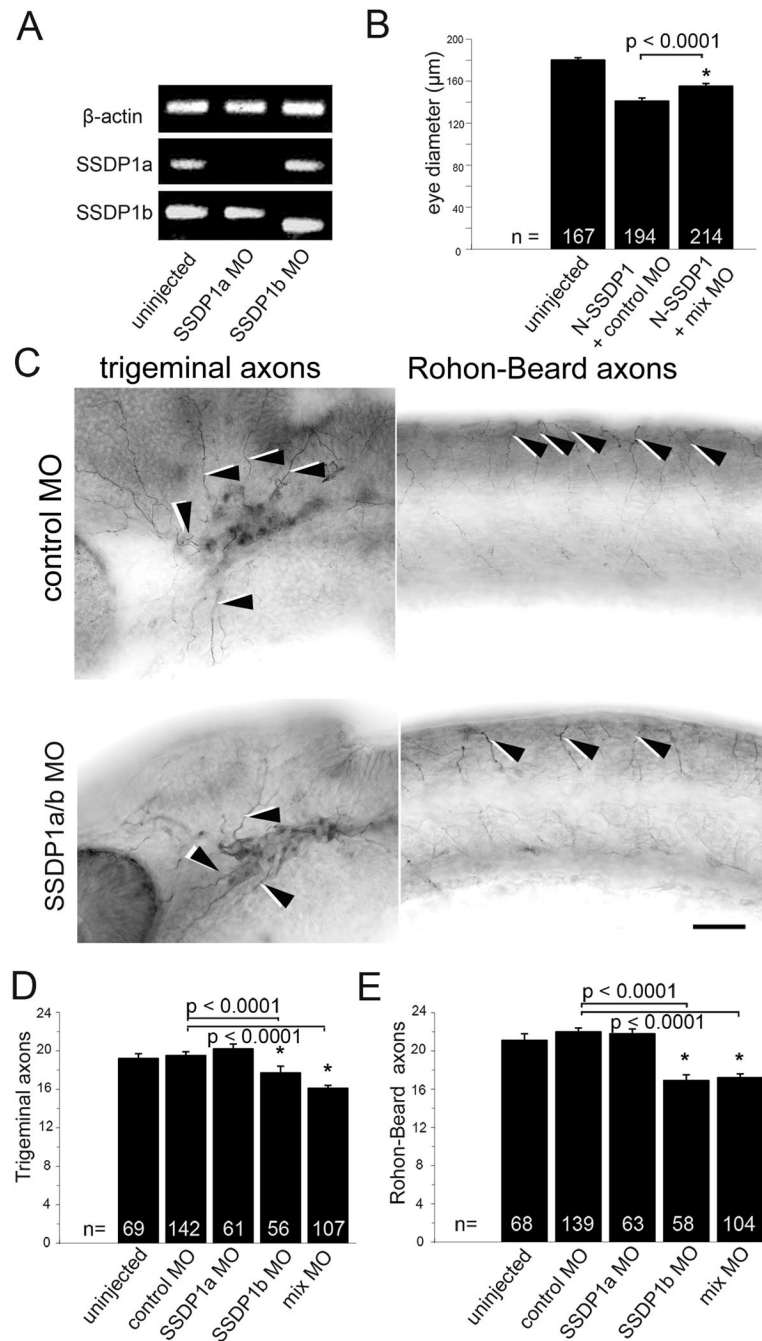 A
β-actin
SSDP1a
SSDP1b
uninjected
SSDP1a MO
SSDP1b MO
B
p < 0.0001
*
eye diameter (µm)
200
160
120
80
40
0
n = 167 194 214
uninjected
N-SSDP1
+ control MO
N-SSDP1
+ mix MO
C
trigeminal axons
Rohon-Beard axons
control MO
SSDP1a/b MO
D
p < 0.0001
p < 0.0001
* *
Trigeminal axons
24
20
16
12
8
4
0
n= 69 142 61 56 107
uninjected
control MO
SSDP1a MO
SSDP1b MO
mix MO
E
p < 0.0001
p < 0.0001
* *
Rohon-Beard axons
24
20
16
12
8
4
0
n= 68 139 63 58 104
uninjected
control MO
SSDP1a MO
SSDP1b MO
mix MO